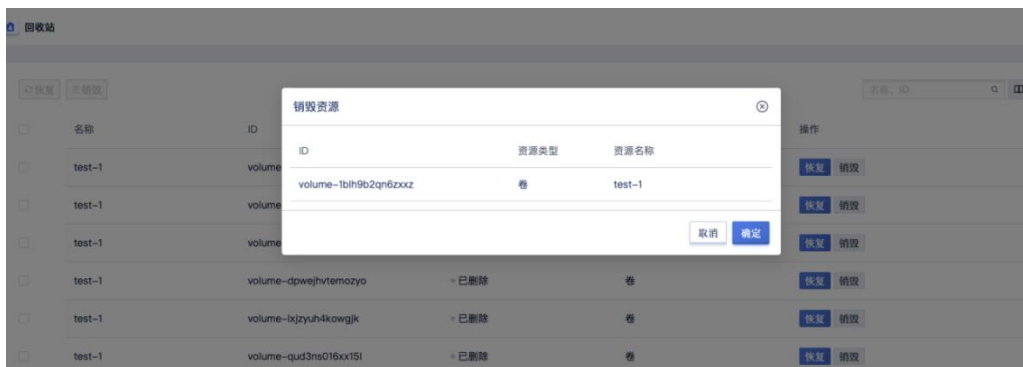 回收站
恢复 销毁
名称, ID
名称 ID 操作
销毁资源
ID 资源类型 资源名称
volume-1blh9b2qn6zxxz 卷 test-1
取消 确定
test-1 volume 恢复 销毁
test-1 volume 恢复 销毁
test-1 volume 恢复 销毁
test-1 volume-dpwejhvtemozyo 已删除 卷 恢复 销毁
test-1 volume-ixjzyuh4kowgjk 已删除 卷 恢复 销毁
test-1 volume-qud3ns016xx15l 已删除 卷 恢复 销毁